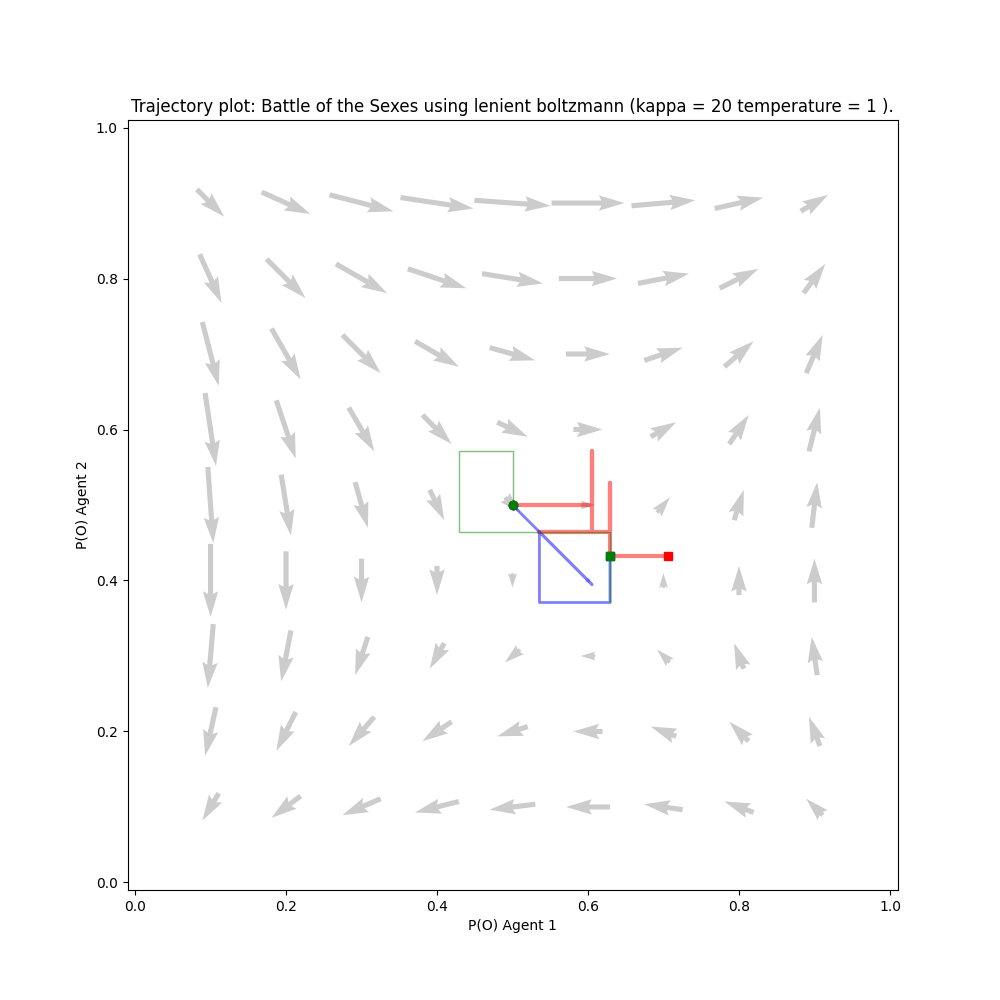 Trajectory plot: Battle of the Sexes using lenient boltzmann (kappa = 20 temperature = 1 ).
1.0
0.8
0.6
0.4
0.2
0.0
P(O) Agent 2
0.0 0.2 0.4 0.6 0.8 1.0
P(O) Agent 1